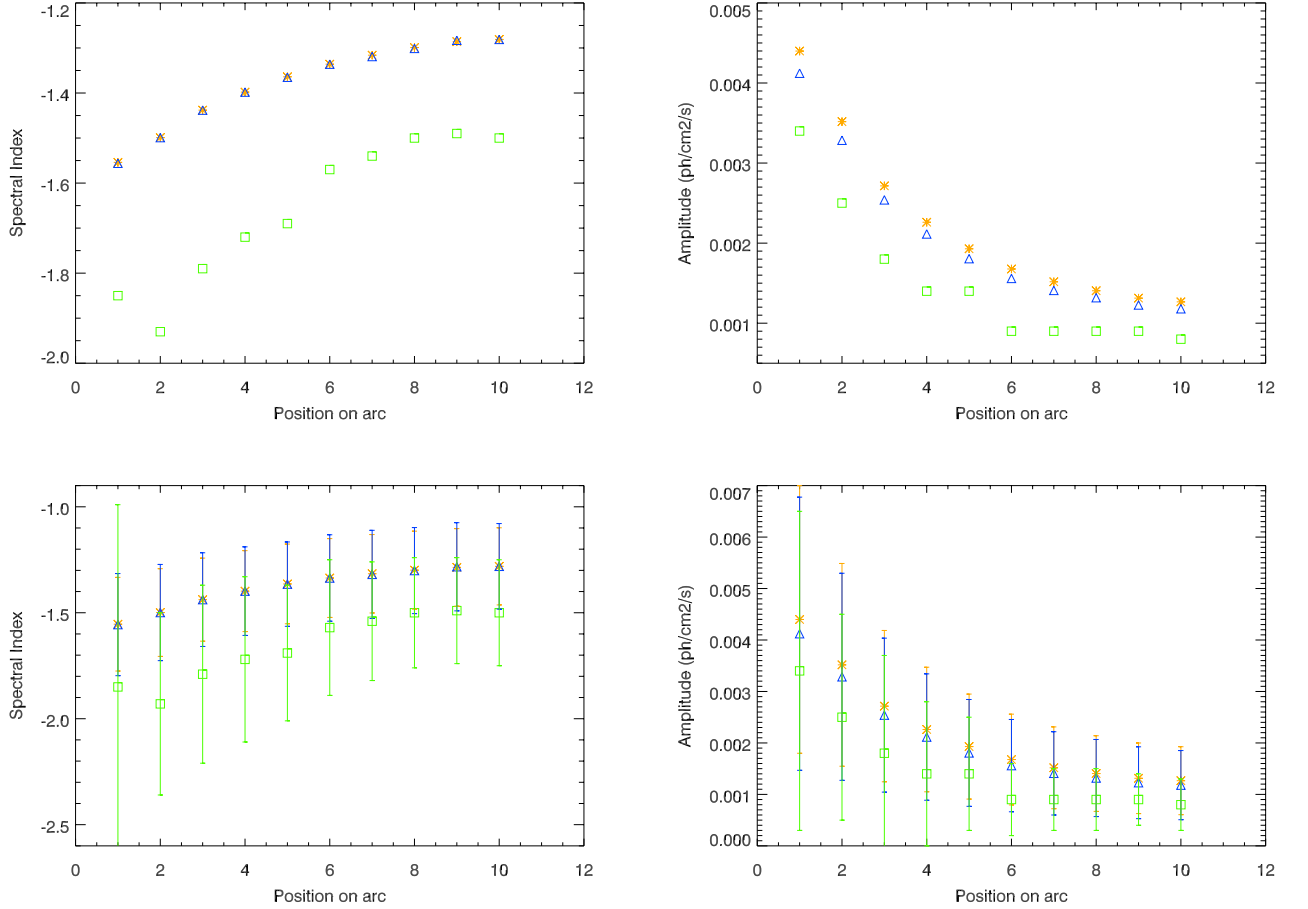 -1.2
-1.4
-1.6
-1.8
-2.0
Spectral Index
0 2 4 6 8 10 12
Position on arc
0.005
0.004
0.003
0.002
0.001
Amplitude (ph/cm2/s)
0 2 4 6 8 10 12
Position on arc
-1.0
-1.5
-2.0
-2.5
Spectral Index
0 2 4 6 8 10 12
Position on arc
0.007
0.006
0.005
0.004
0.003
0.002
0.001
0.000
Amplitude (ph/cm2/s)
0 2 4 6 8 10 12
Position on arc